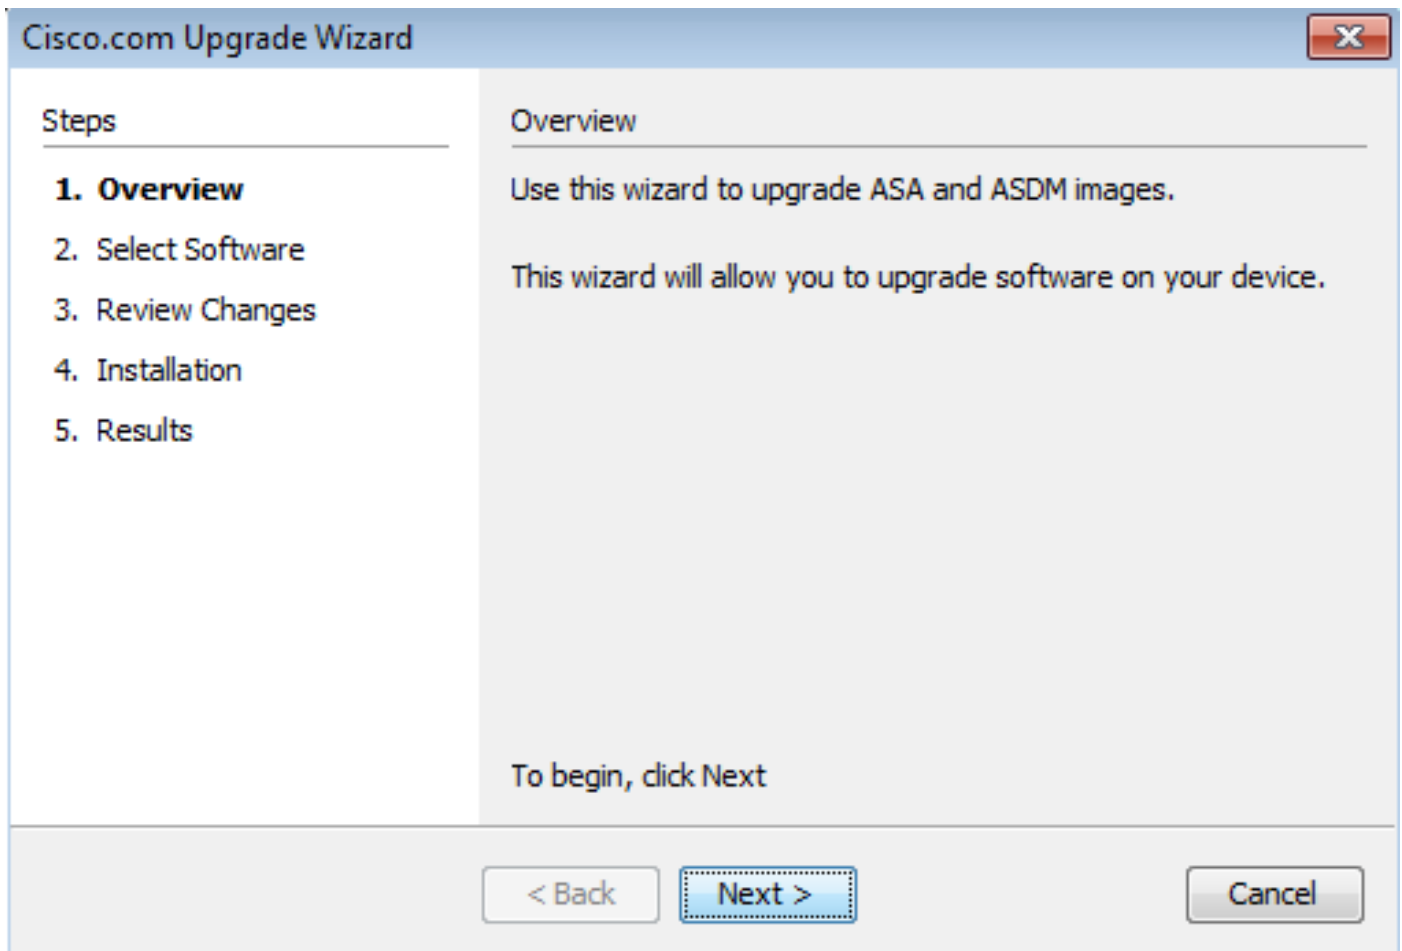 Cisco.com Upgrade Wizard
Steps
1. Overview
2. Select Software
3. Review Changes
4. Installation
5. Results
Overview
Use this wizard to upgrade ASA and ASDM images.
This wizard will allow you to upgrade software on your device.
To begin, click Next
< Back
Next >
Cancel